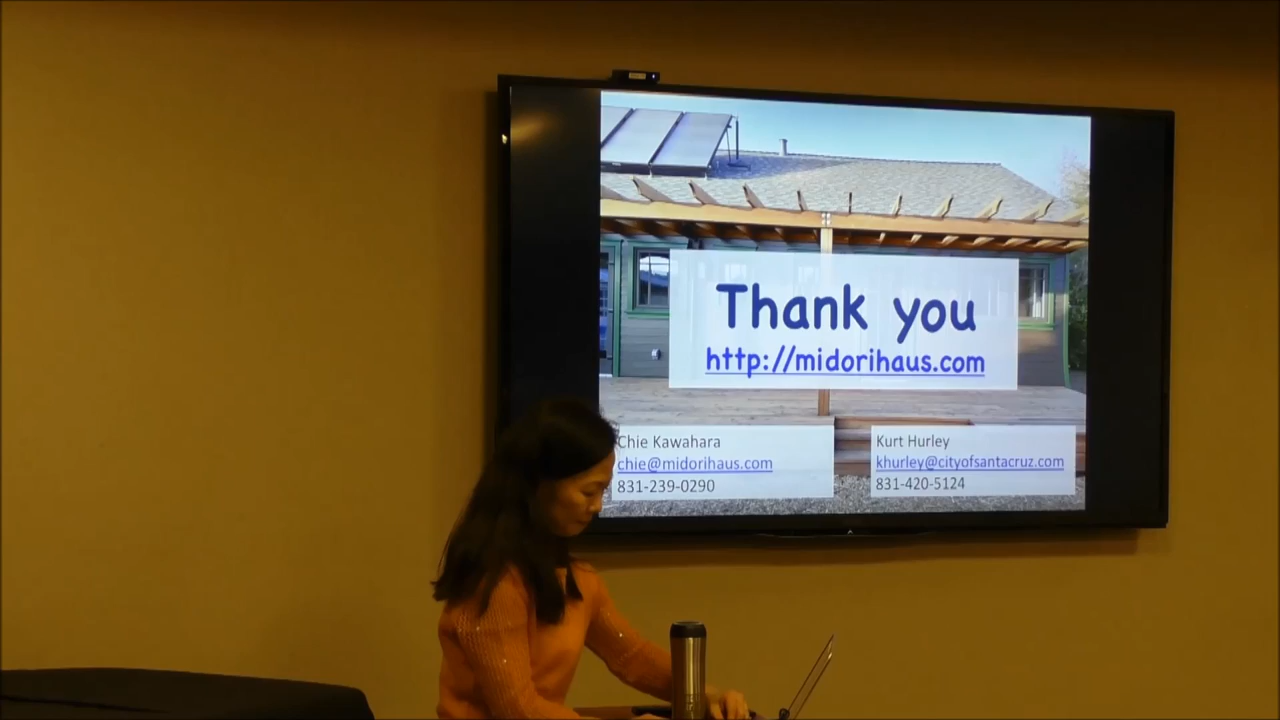 Thank you
http://midorihaus.com
Chie Kawahara
chie@midorihaus.com
831-239-0290
Kurt Hurley
khurley@cityofsantacruz.com
831-420-5124